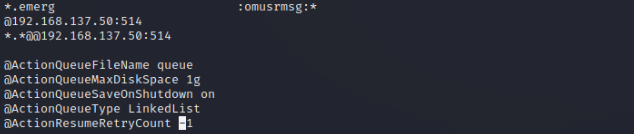 *.emerg :omusrmsg:*
@192.168.137.50:514
*.*@@192.168.137.50:514
@ActionQueueFileName queue
@ActionQueueMaxDiskSpace 1g
@ActionQueueSaveOnShutdown on
@ActionQueueType LinkedList
@ActionResumeRetryCount -1